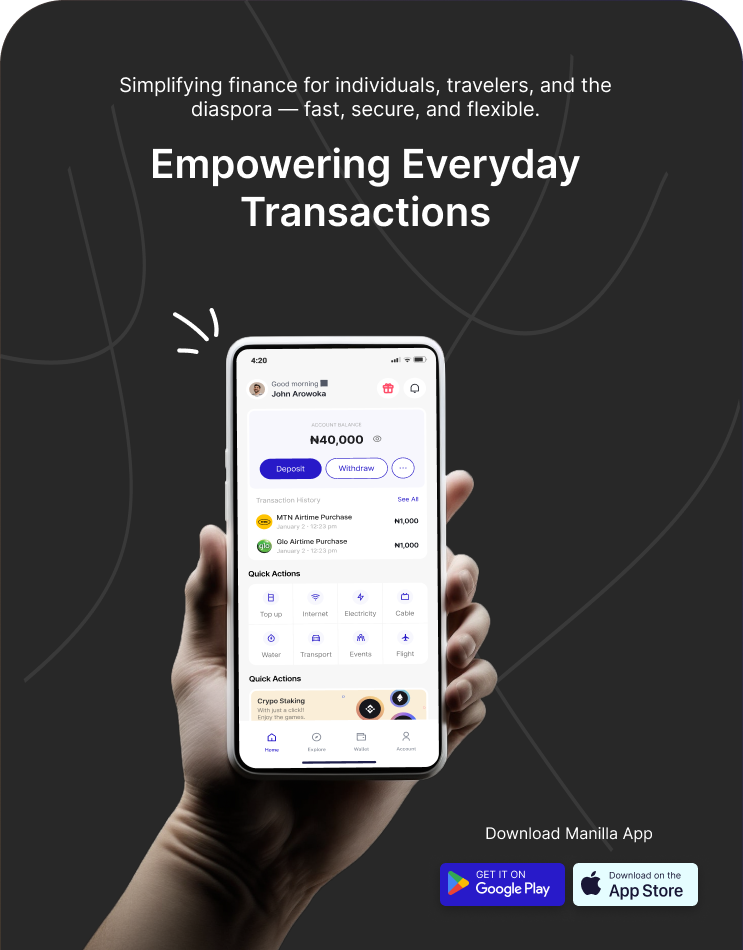 Simplifying finance for individuals, travelers, and the
diaspora — fast, secure, and flexible.
Empowering Everyday
Transactions
4:20
Good morning
John Arowoka
ACCOUNT BALANCE
₦40,000
Deposit
Withdraw
Transaction History
See All
MTN Airtime Purchase
January 2 - 12:23 pm
₦1,000
glo
Glo Airtime Purchase
January 2 - 12:23 pm
₦1,000
Quick Actions
Top up
Internet
Electricity
Cable
Water
Transport
Events
Flight
Quick Actions
Crypo Staking
With just a click!!
Enjoy the games.
Home
Explore
Wallet
Account
Download Manilla App
GET IT ON
Google Play
Download on the
App Store